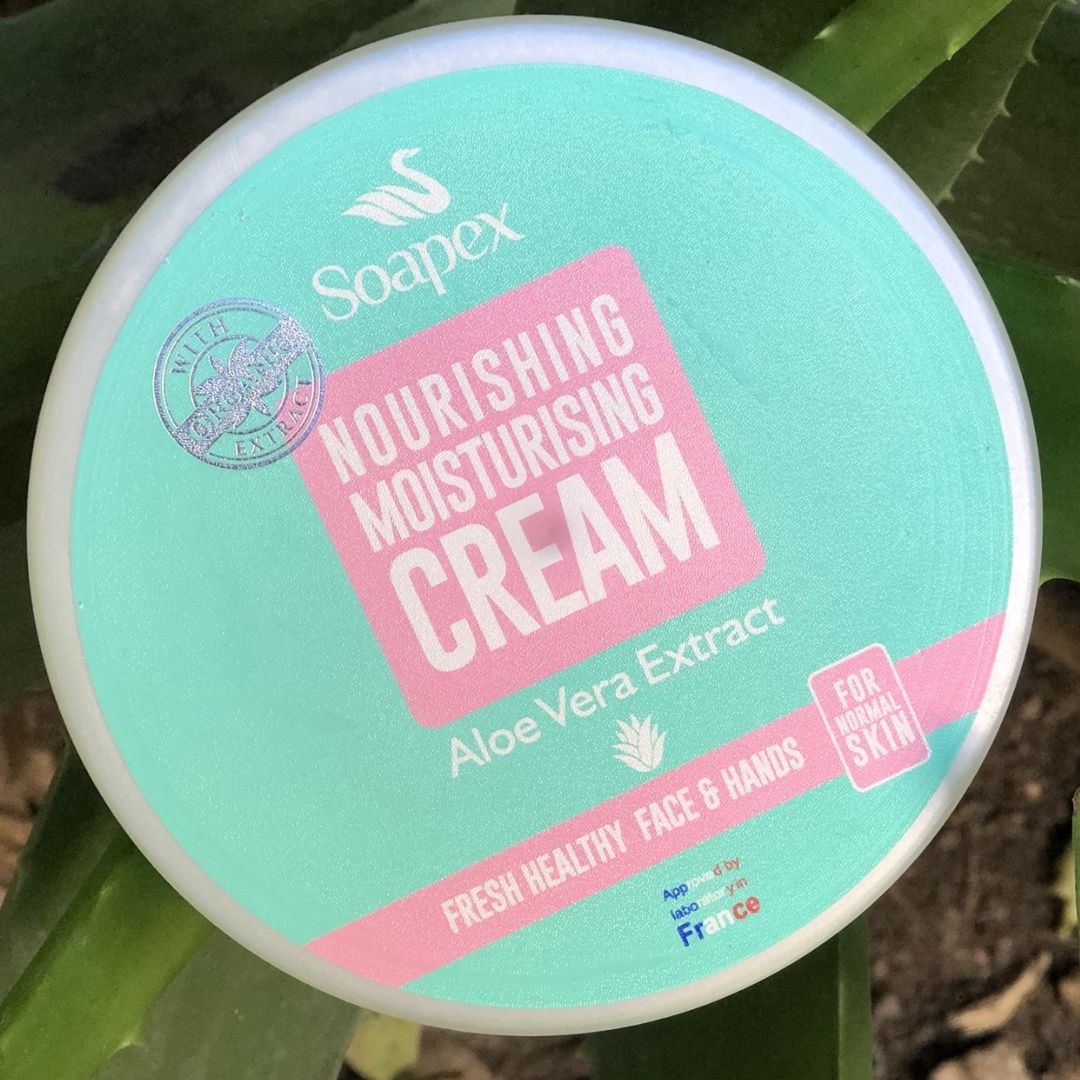 Soapex
WITH
ORGANIC
EXTRACT
NOURISHING
MOISTURISING
CREAM
Aloe Vera Extract
FOR
NORMAL
SKIN
FRESH HEALTHY FACE & HANDS
Approved by
laboratory in
France